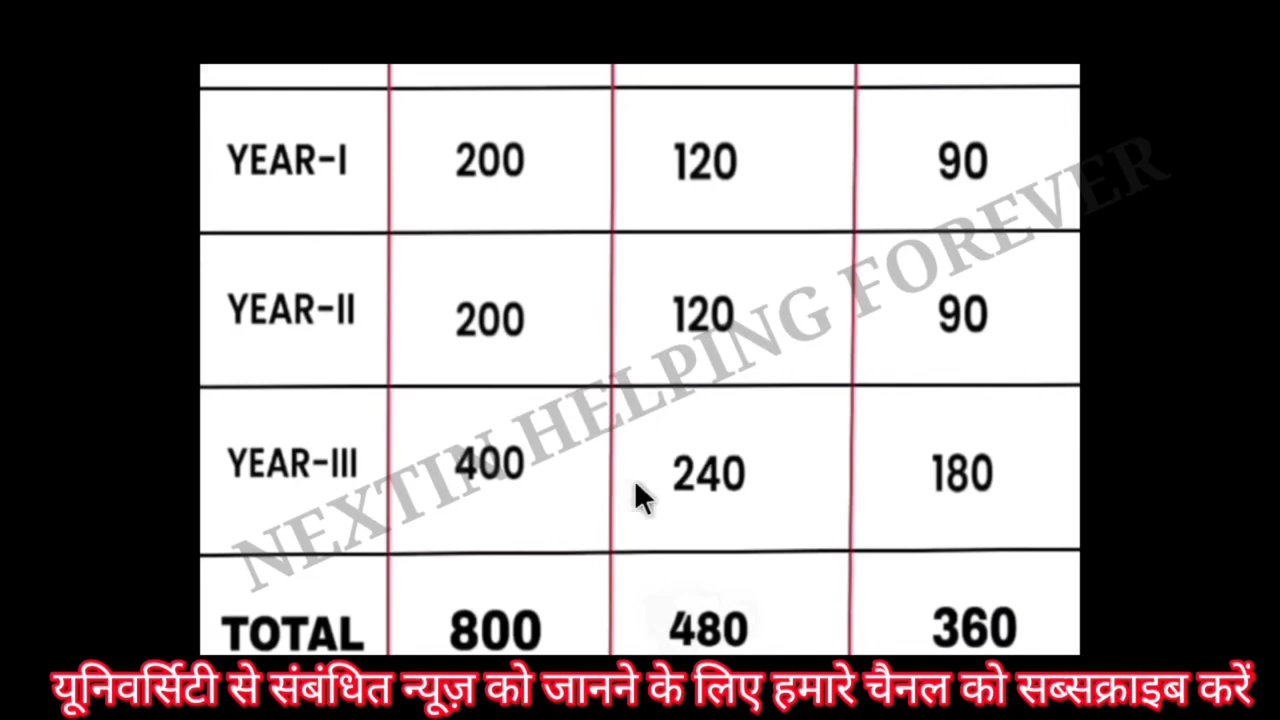 YEAR-I 200 120 90
YEAR-II 200 120 90
YEAR-III 400 240 180
TOTAL 800 480 360
NEXTIN HELPING FOREVER
यूनिवर्सिटी से संबंधित न्यूज़ को जानने के लिए हमारे चैनल को सब्सक्राइब करें